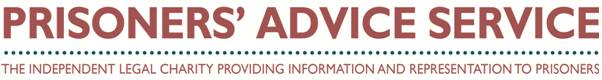 PRISONERS' ADVICE SERVICE
THE INDEPENDENT LEGAL CHARITY PROVIDING INFORMATION AND REPRESENTATION TO PRISONERS